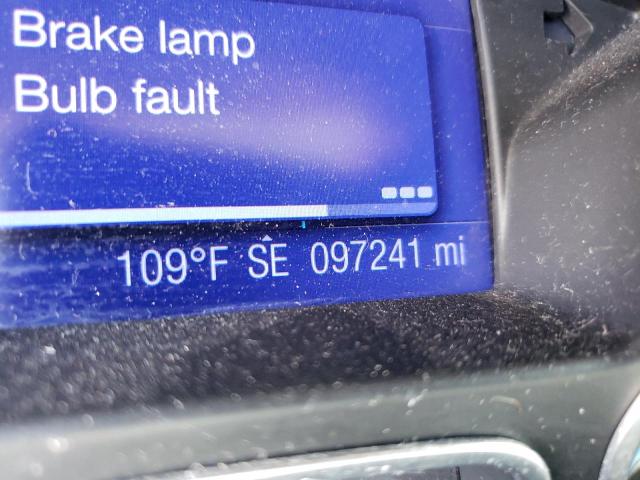 Brake lamp
Bulb fault
109°F SE 097241 mi